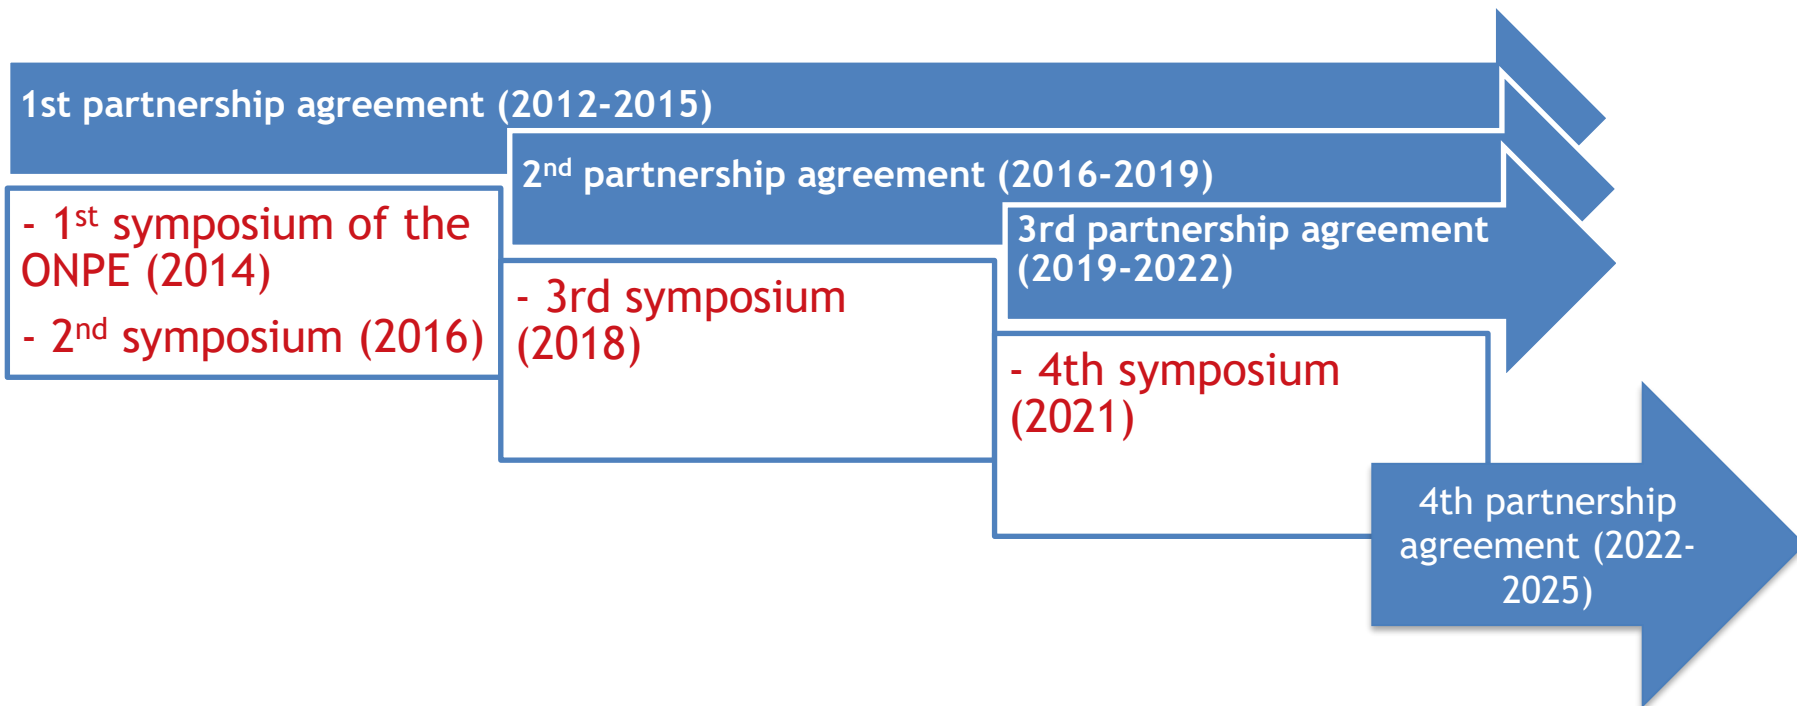 1st partnership agreement (2012-2015)
2nd partnership agreement (2016-2019)
3rd partnership agreement
(2019-2022)
- 1st symposium of the
ONPE (2014)
- 2nd symposium (2016)
- 3rd symposium
(2018)
- 4th symposium
(2021)
4th partnership
agreement (2022-
2025)